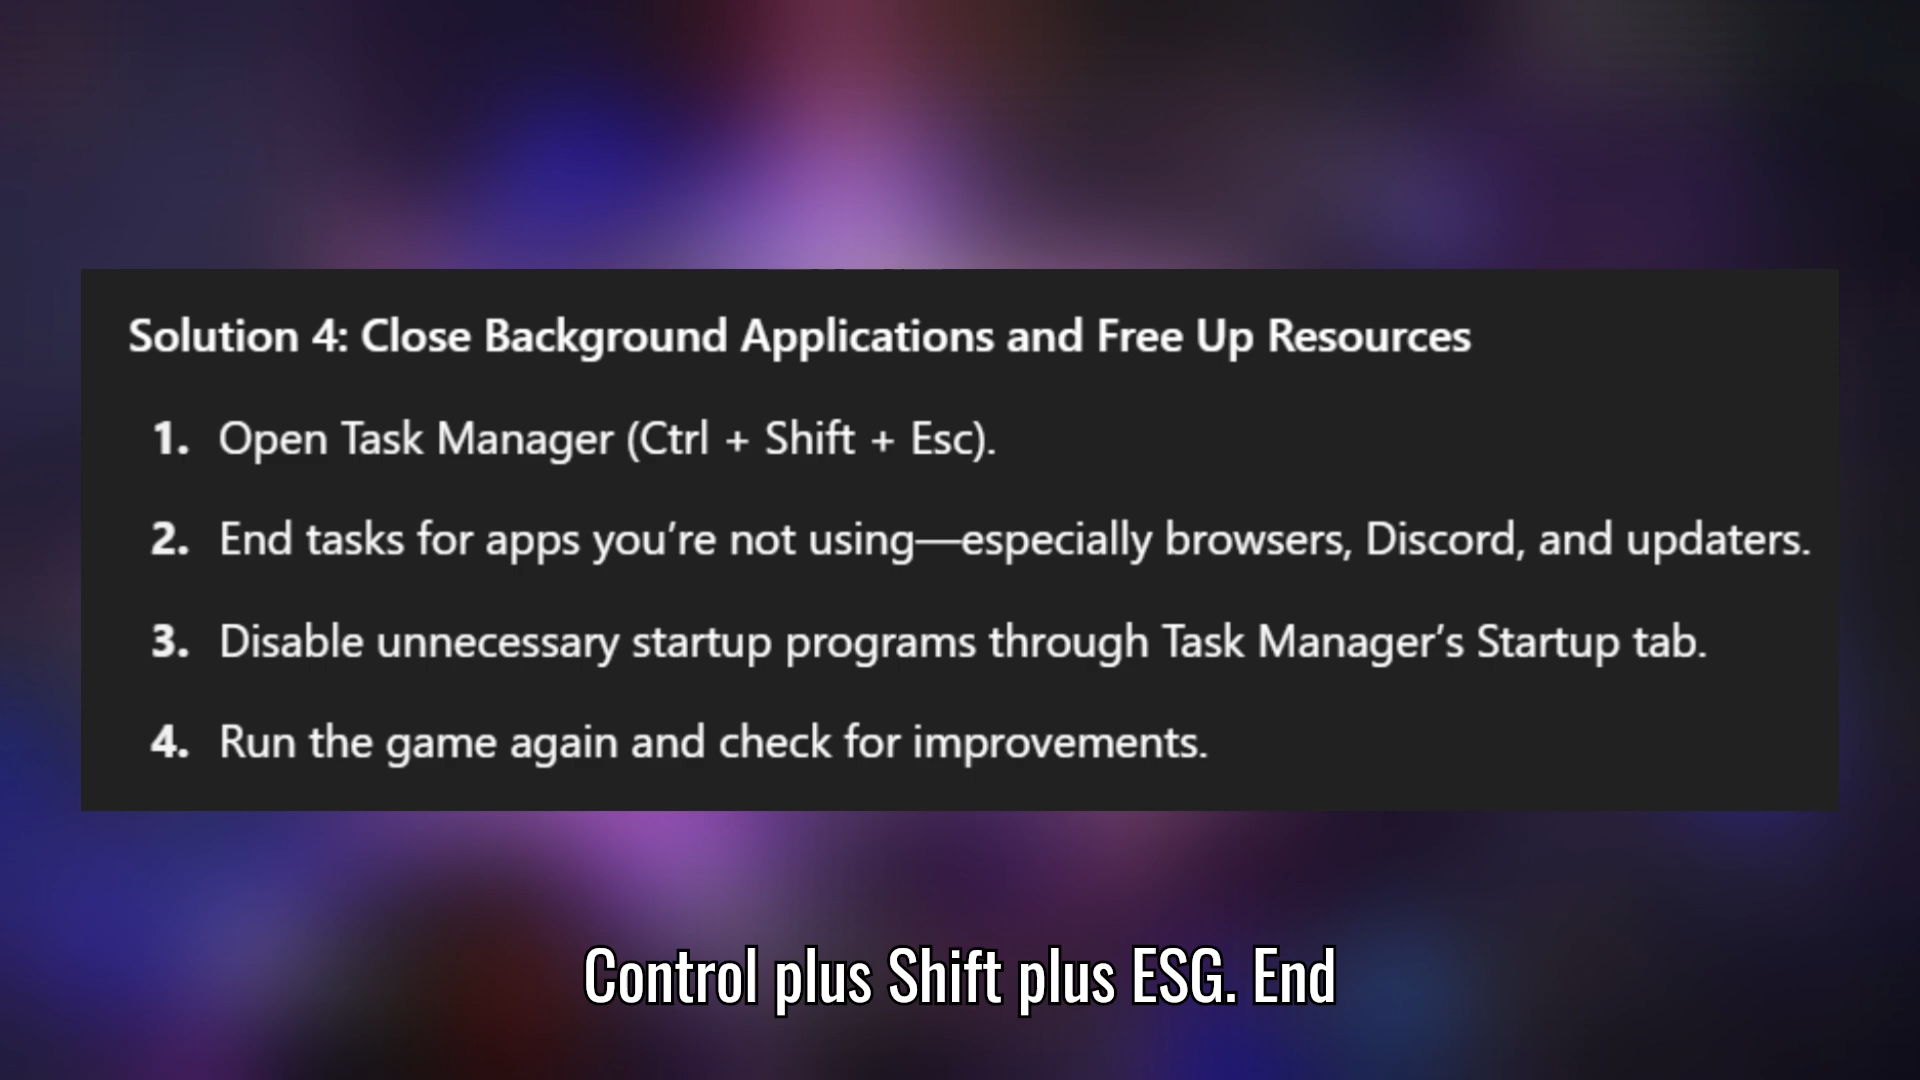 Solution 4: Close Background Applications and Free Up Resources
1. Open Task Manager (Ctrl + Shift + Esc).
2. End tasks for apps you’re not using—especially browsers, Discord, and updaters.
3. Disable unnecessary startup programs through Task Manager’s Startup tab.
4. Run the game again and check for improvements.
Control plus Shift plus ESG. End